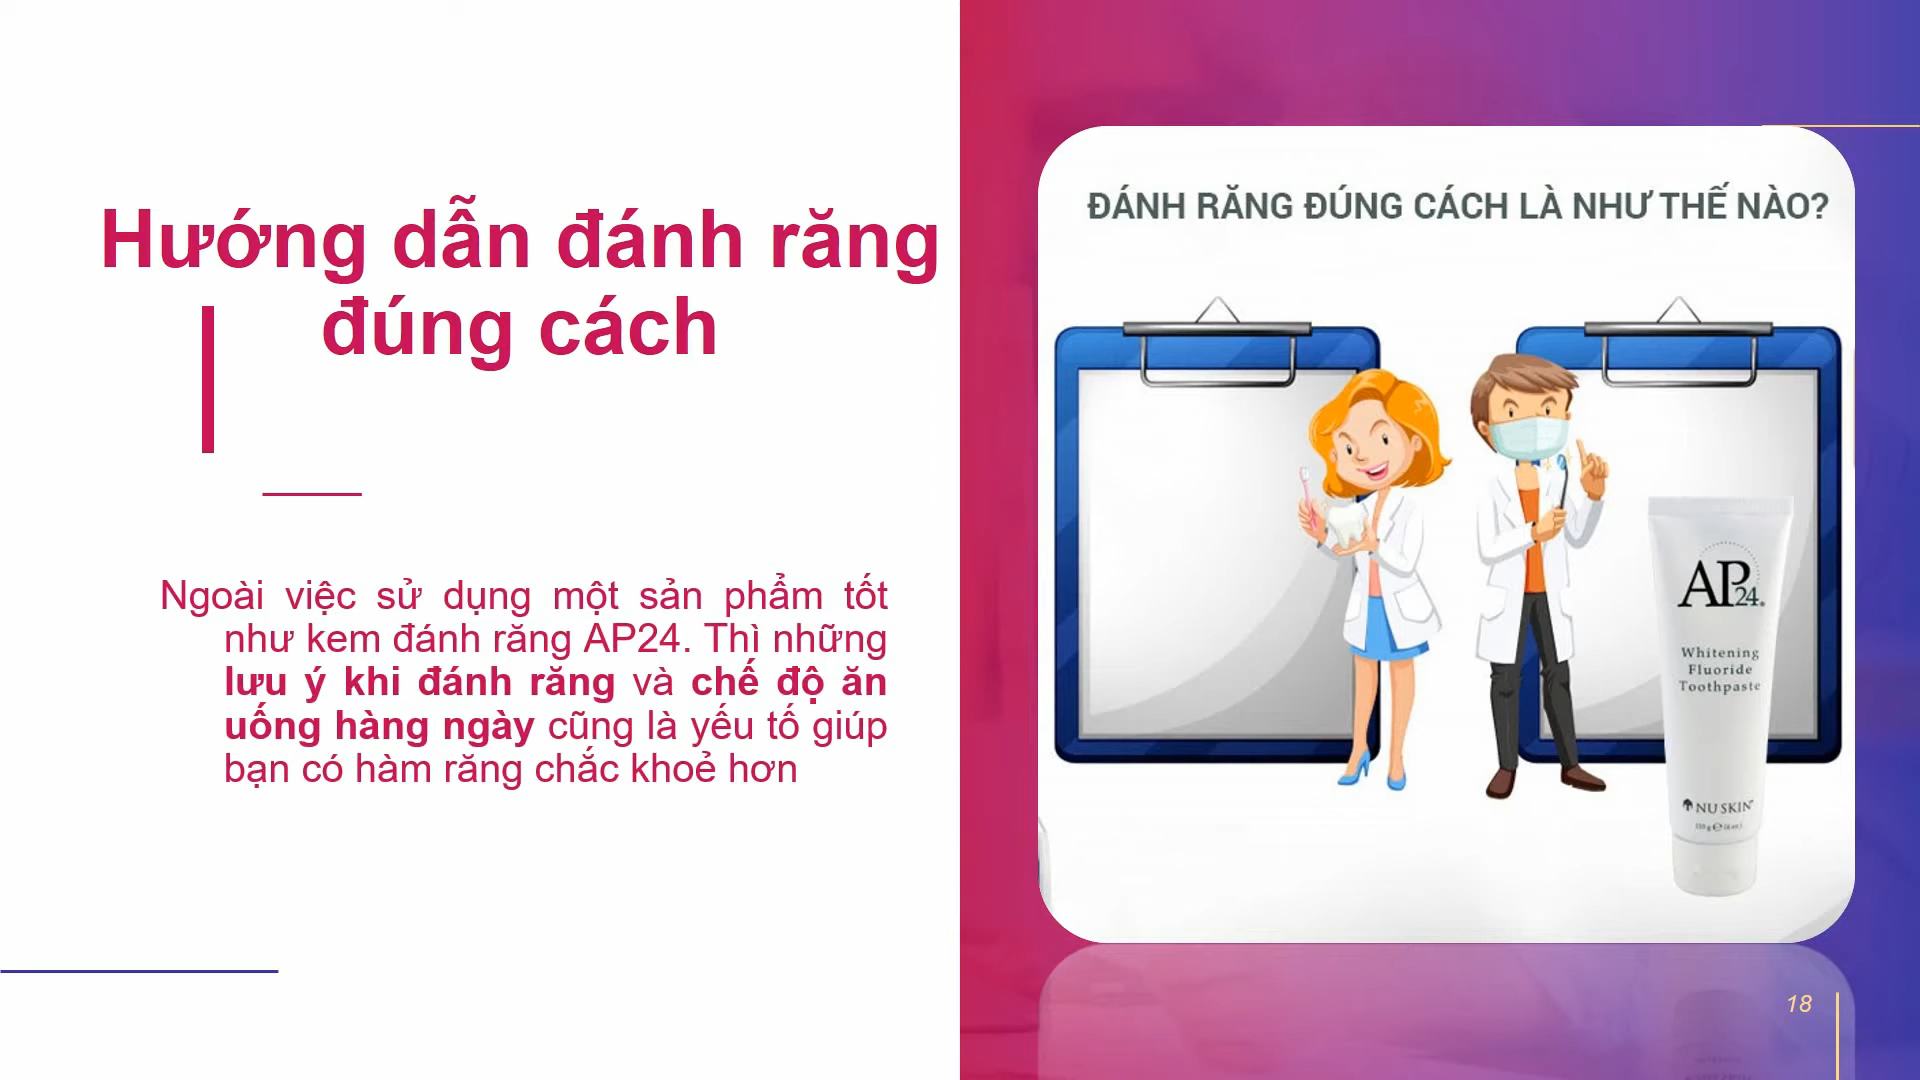 Hướng dẫn đánh răng
đúng cách
Ngoài việc sử dụng một sản phẩm tốt
như kem đánh răng AP24. Thì những
lưu ý khi đánh răng và chế độ ăn
uống hàng ngày cũng là yếu tố giúp
bạn có hàm răng chắc khoẻ hơn
ĐÁNH RĂNG ĐÚNG CÁCH LÀ NHƯ THẾ NÀO?
AP24®
Whitening
Fluoride
Toothpaste
NU SKIN
18